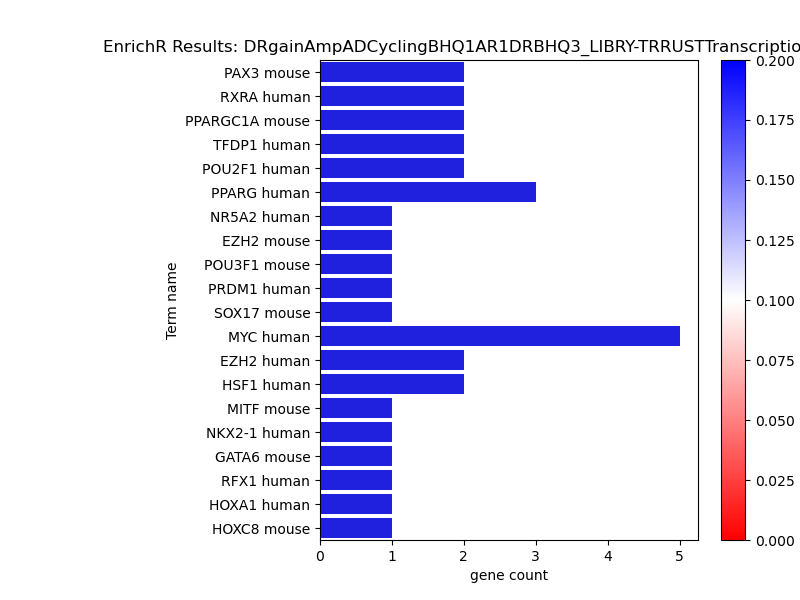 EnrichR Results: DRgainAmpADCyclingBHQ1AR1DRBHQ3_LIBRY-TRRUSTTranscriptio
PAX3 mouse
RXRA human
PPARGC1A mouse
TFDP1 human
POU2F1 human
PPARG human
NR5A2 human
EZH2 mouse
POU3F1 mouse
PRDM1 human
SOX17 mouse
MYC human
EZH2 human
HSF1 human
MITF mouse
NKX2-1 human
GATA6 mouse
RFX1 human
HOXA1 human
HOXC8 mouse
Term name
0 1 2 3 4 5
gene count
0.200
0.175
0.150
0.125
0.100
0.075
0.050
0.025
0.000